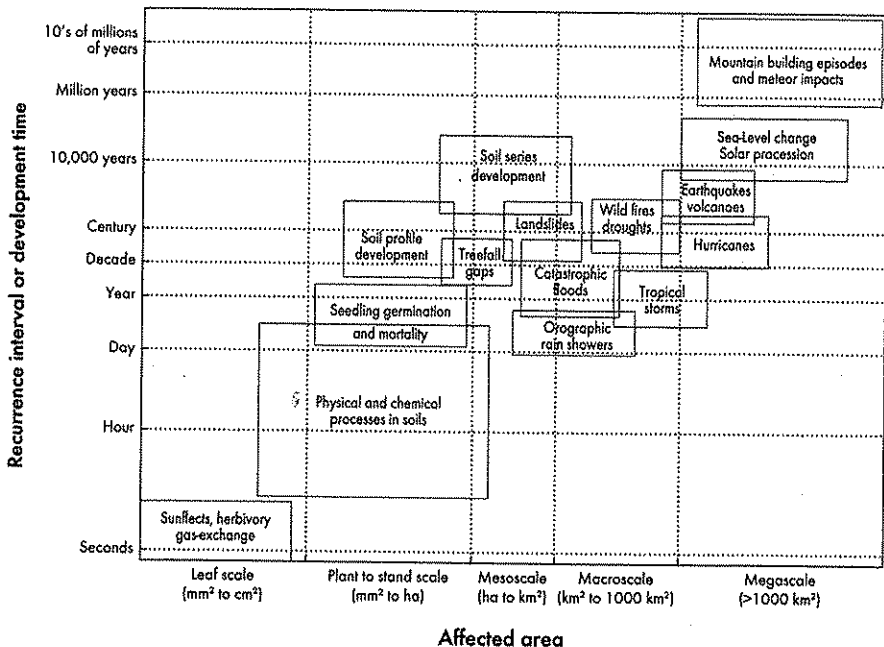 10's of millions
of years
Million years
10,000 years
Century
Decade
Year
Day
Hour
Seconds
Recurrence interval or development time
Mountain building episodes
and meteor impacts
Sea-Level change
Solar procession
Soil series
development
Earthquakes
volcanoes
Wild fires
droughts
Landslides
Hurricanes
Soil profile
development
Treefall
gaps
Catastrophic
floods
Tropical
storms
Seedling germination
and mortality
Orographic
rain showers
Physical and chemical
processes in soils
Sunflects, herbivory
gas-exchange
Leaf scale
(mm² to cm²)
Plant to stand scale
(mm² to ha)
Mesoscale
(ha to km²)
Macroscale
(km² to 1000 km²)
Megascale
(>1000 km²)
Affected area